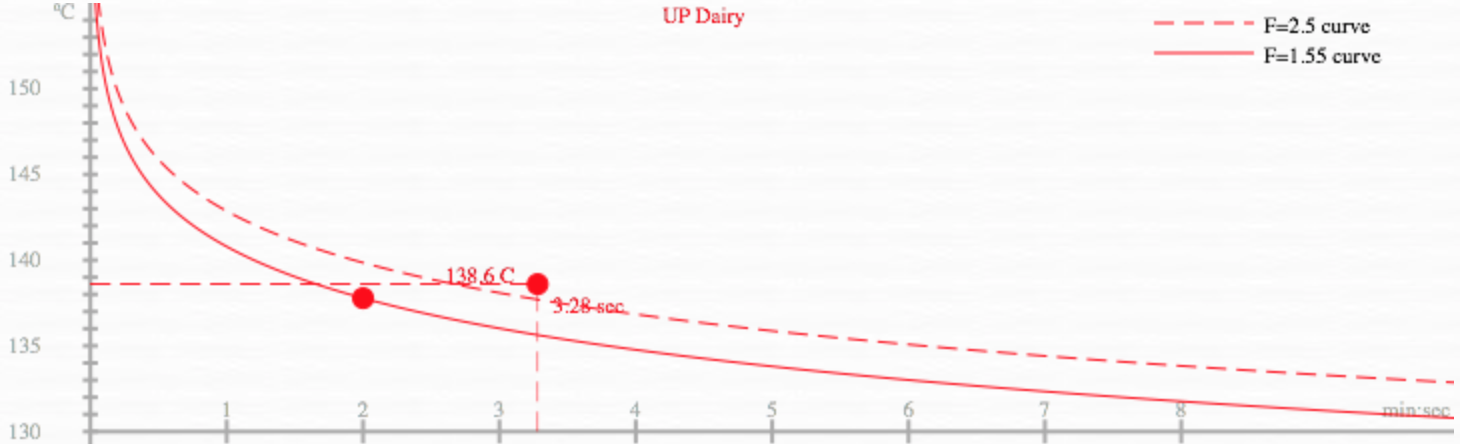 ºC
UP Dairy
F=2.5 curve
F=1.55 curve
150
145
140
138.6 C
3.28 sec
135
1 2 3 4 5 6 7 8 min:sec
130